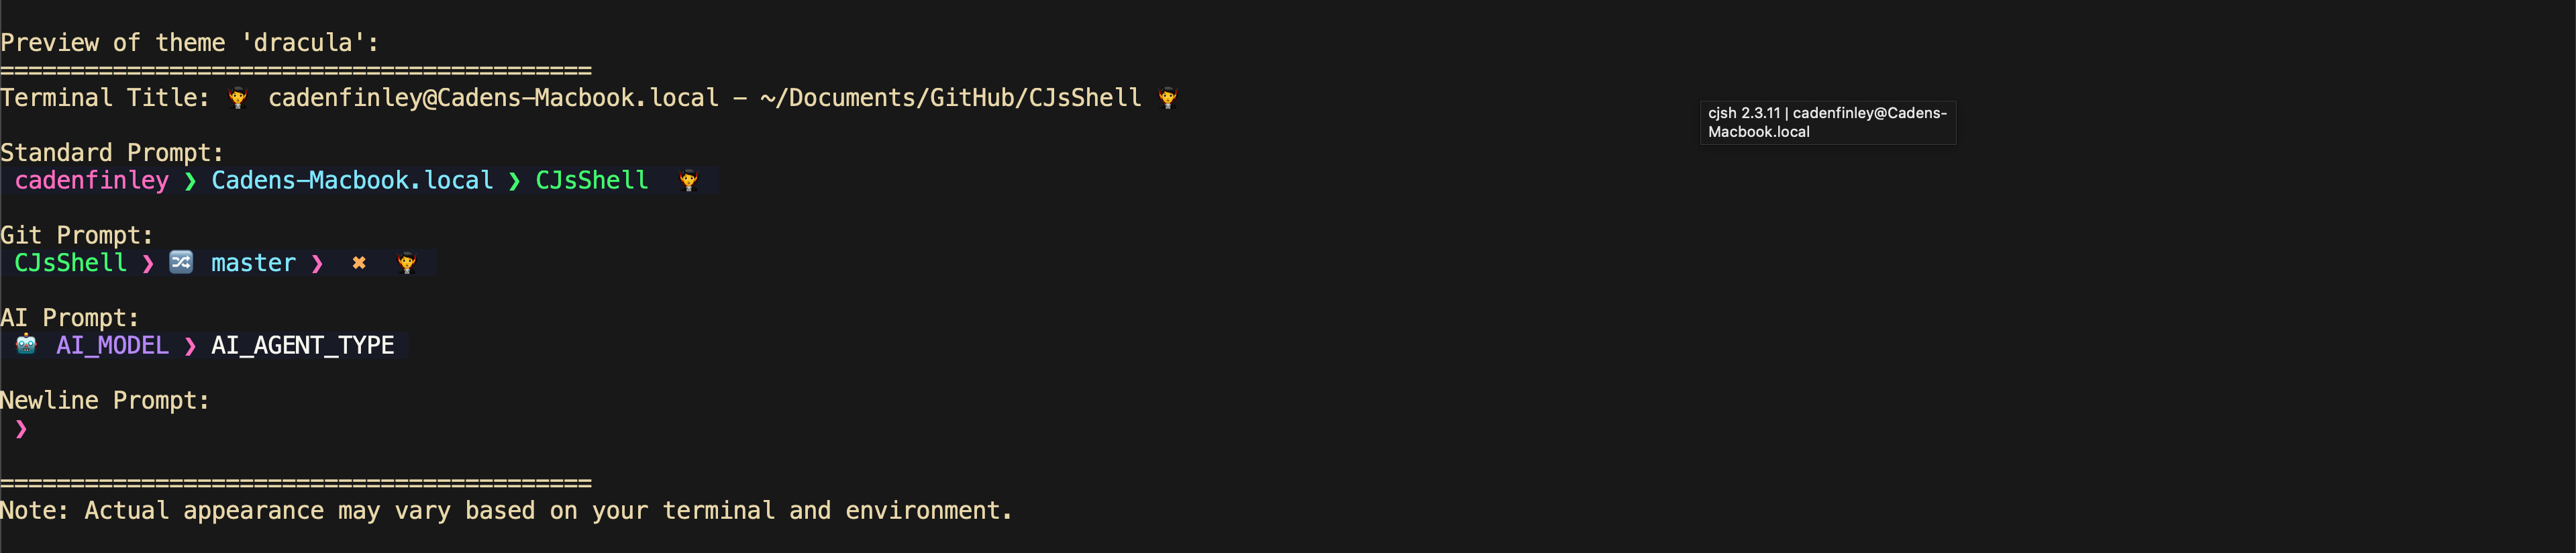 Preview of theme 'dracula':
==========================================
Terminal Title: 🧛 cadenfinley@Cadens-Macbook.local - ~/Documents/GitHub/CJsShell 🧛
cjsh 2.3.11 | cadenfinley@Cadens-
Macbook.local
Standard Prompt:
cadenfinley ❯ Cadens-Macbook.local ❯ CJsShell 🧛
Git Prompt:
CJsShell ❯ 🔀 master ❯ ✖ 🧛
AI Prompt:
🤖 AI_MODEL ❯ AI_AGENT_TYPE
Newline Prompt:
❯
==========================================
Note: Actual appearance may vary based on your terminal and environment.